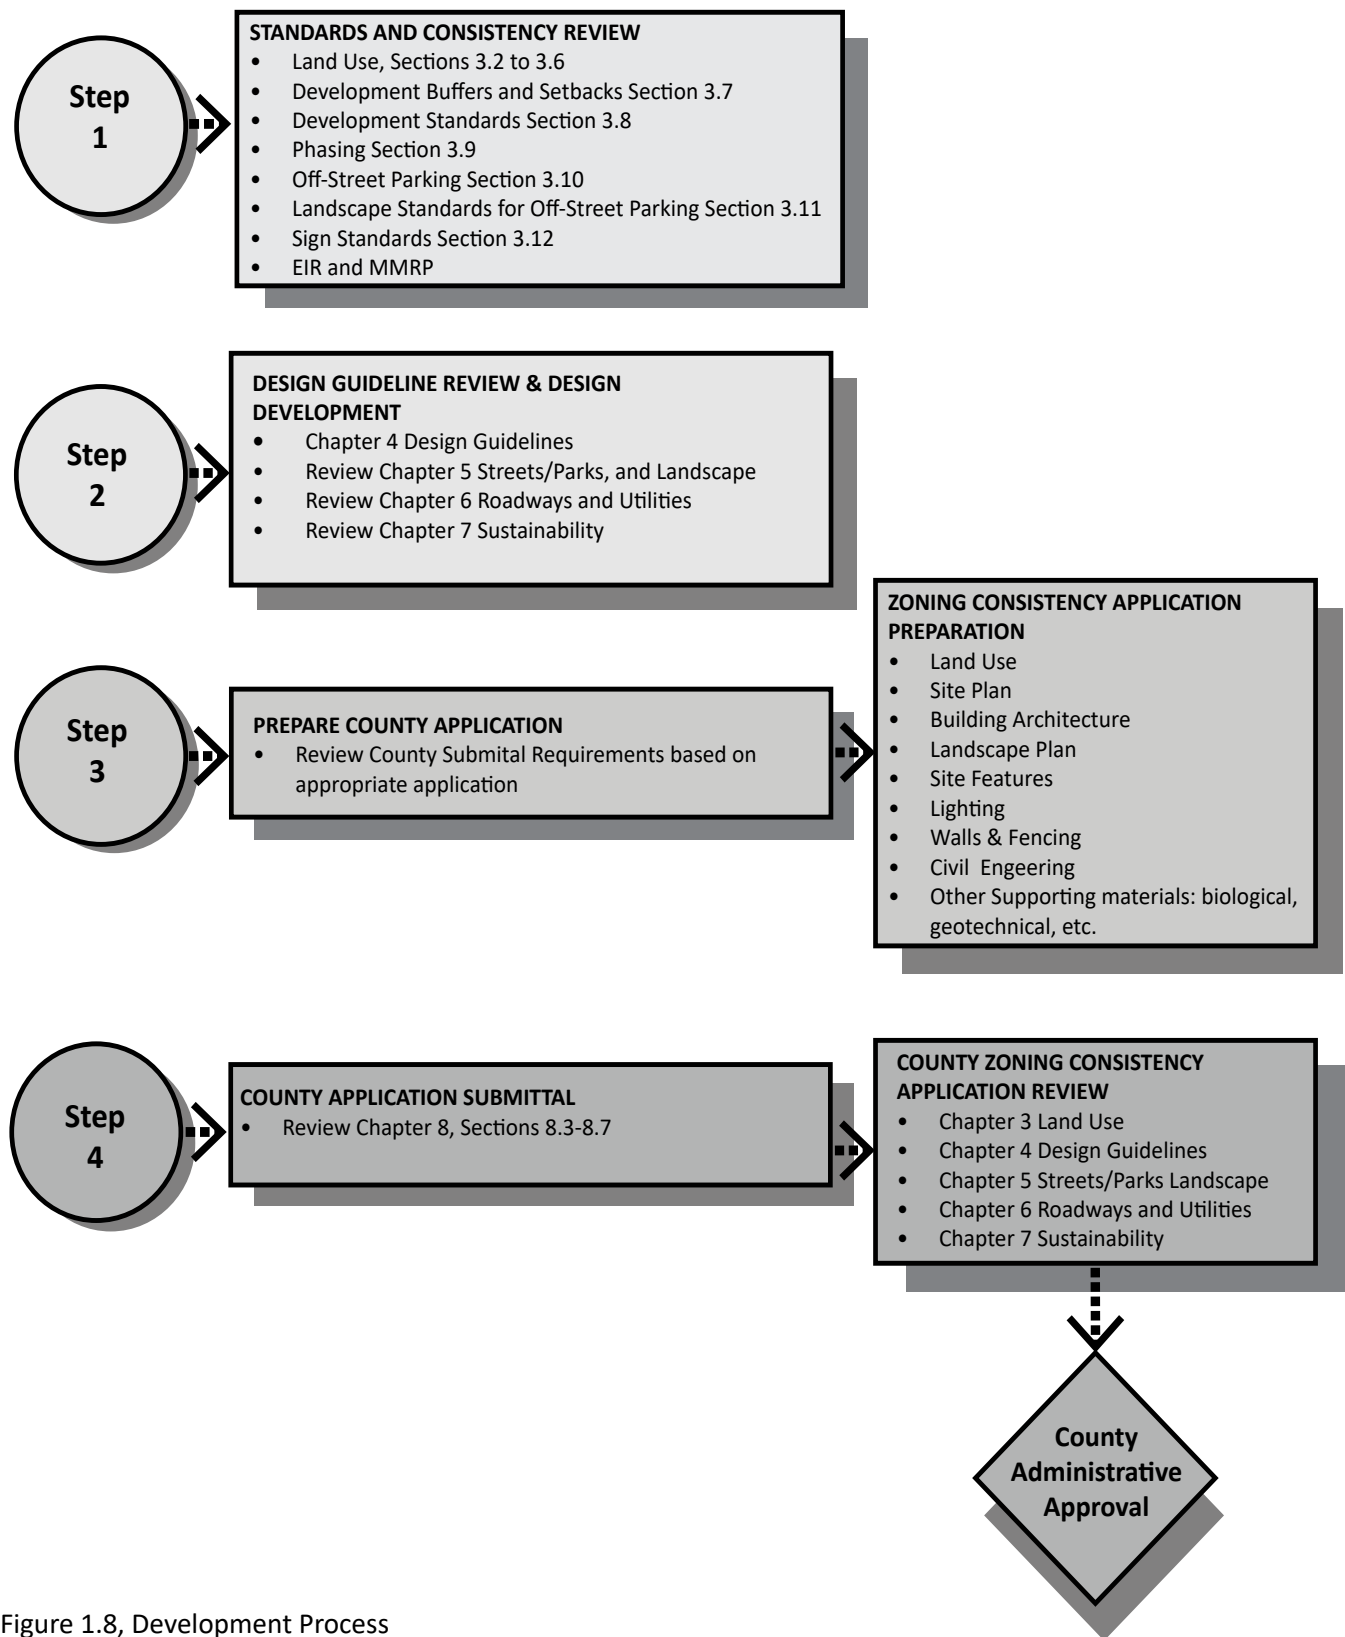 Step
1
STANDARDS AND CONSISTENCY REVIEW
• Land Use, Sections 3.2 to 3.6
• Development Buffers and Setbacks Section 3.7
• Development Standards Section 3.8
• Phasing Section 3.9
• Off-Street Parking Section 3.10
• Landscape Standards for Off-Street Parking Section 3.11
• Sign Standards Section 3.12
• EIR and MMRP
Step
2
DESIGN GUIDELINE REVIEW & DESIGN
DEVELOPMENT
• Chapter 4 Design Guidelines
• Review Chapter 5 Streets/Parks, and Landscape
• Review Chapter 6 Roadways and Utilities
• Review Chapter 7 Sustainability
Step
3
PREPARE COUNTY APPLICATION
• Review County Submital Requirements based on
appropriate application
ZONING CONSISTENCY APPLICATION
PREPARATION
• Land Use
• Site Plan
• Building Architecture
• Landscape Plan
• Site Features
• Lighting
• Walls & Fencing
• Civil  Engeering
• Other Supporting materials: biological,
geotechnical, etc.
Step
4
COUNTY APPLICATION SUBMITTAL
• Review Chapter 8, Sections 8.3-8.7
COUNTY ZONING CONSISTENCY
APPLICATION REVIEW
• Chapter 3 Land Use
• Chapter 4 Design Guidelines
• Chapter 5 Streets/Parks Landscape
• Chapter 6 Roadways and Utilities
• Chapter 7 Sustainability
County
Administrative
Approval
Figure 1.8, Development Process